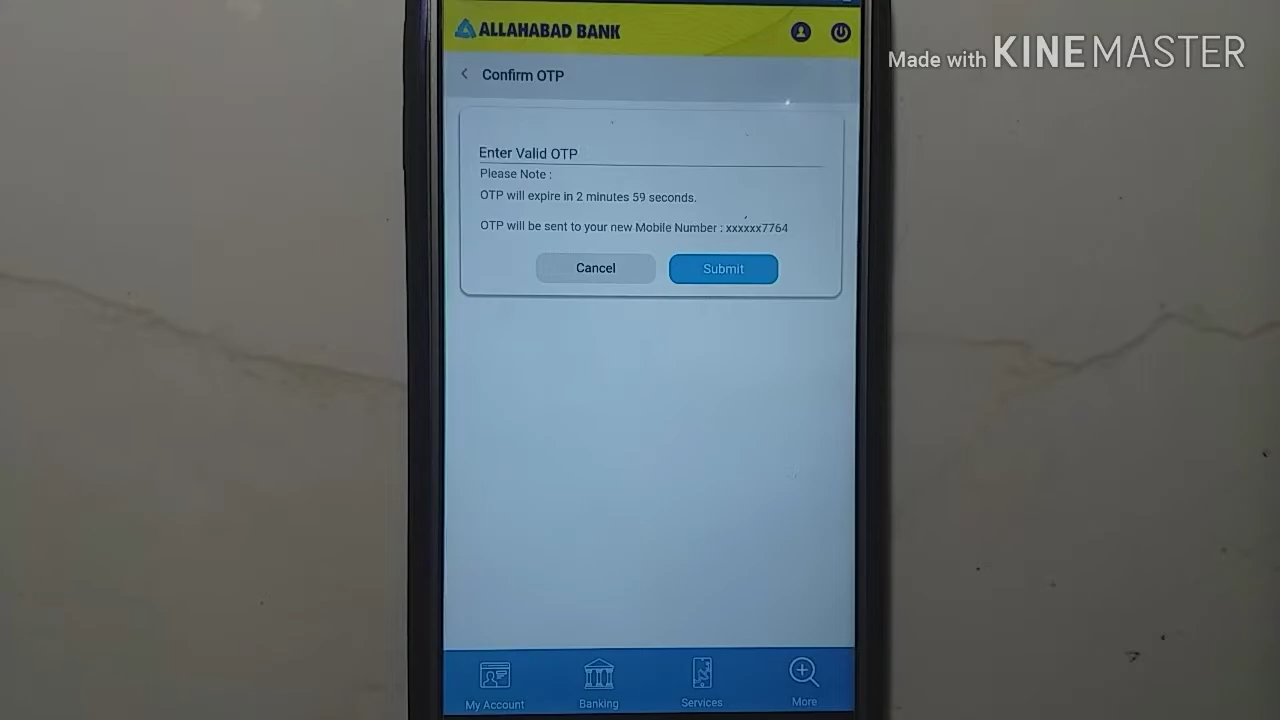 ALLAHABAD BANK
Made with KINEMASTER
Confirm OTP
Enter Valid OTP
Please Note :
OTP will expire in 2 minutes 59 seconds.
OTP will be sent to your new Mobile Number : xxxxxx7764
Cancel
Submit
My Account
Banking
Services
More